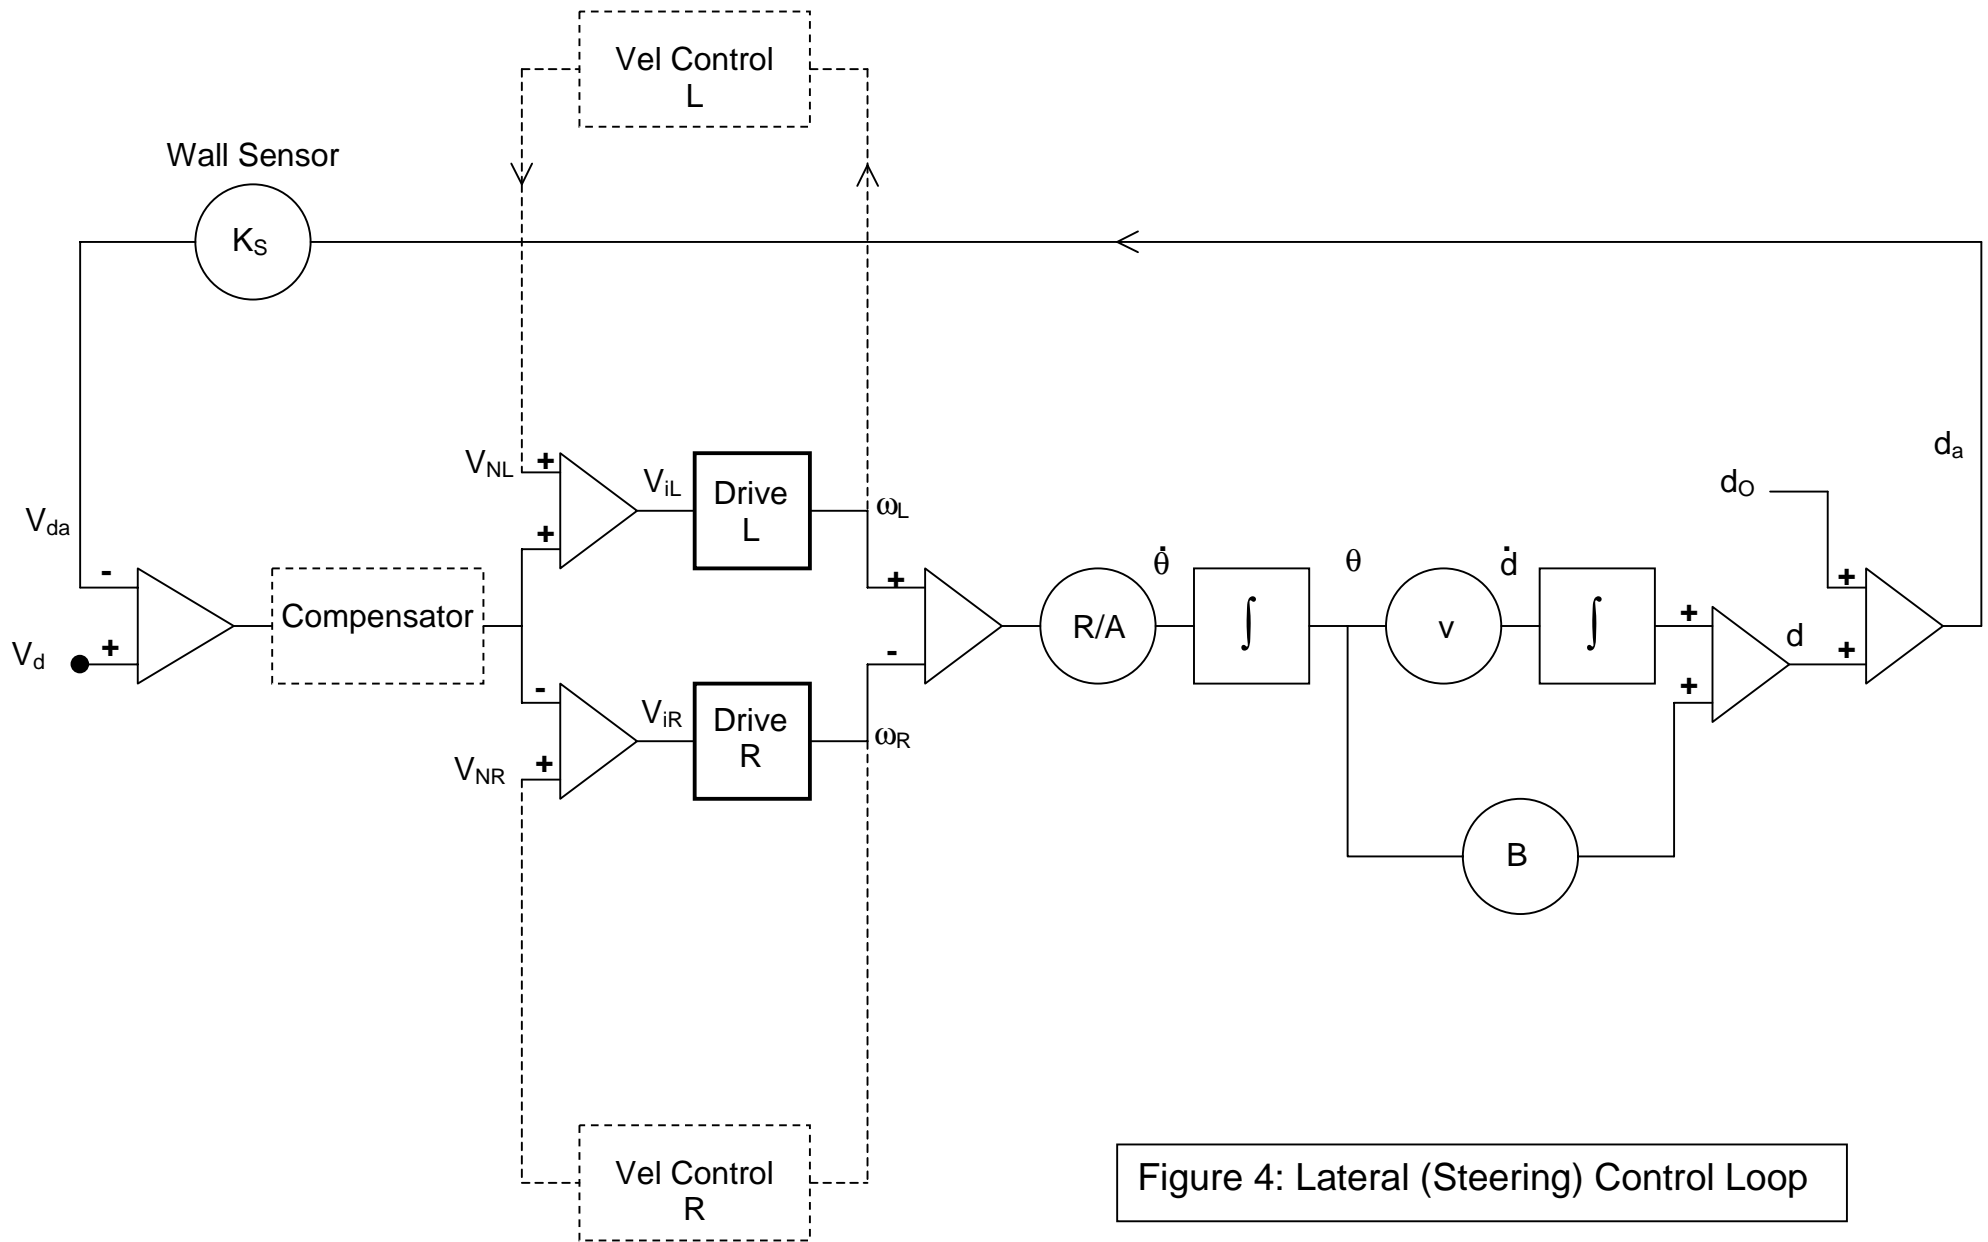 Vel Control
L
Wall Sensor
K_S
V_NL
+
+
V_iL
Drive
L
ω_L
V_da
-
V_d
+
Compensator
-
+
V_NR
V_iR
Drive
R
ω_R
+
-
R/A
θ̇
∫
θ
v
ḋ
∫
+
+
d
B
d_O
+
+
d_a
Vel Control
R
Figure 4: Lateral (Steering) Control Loop